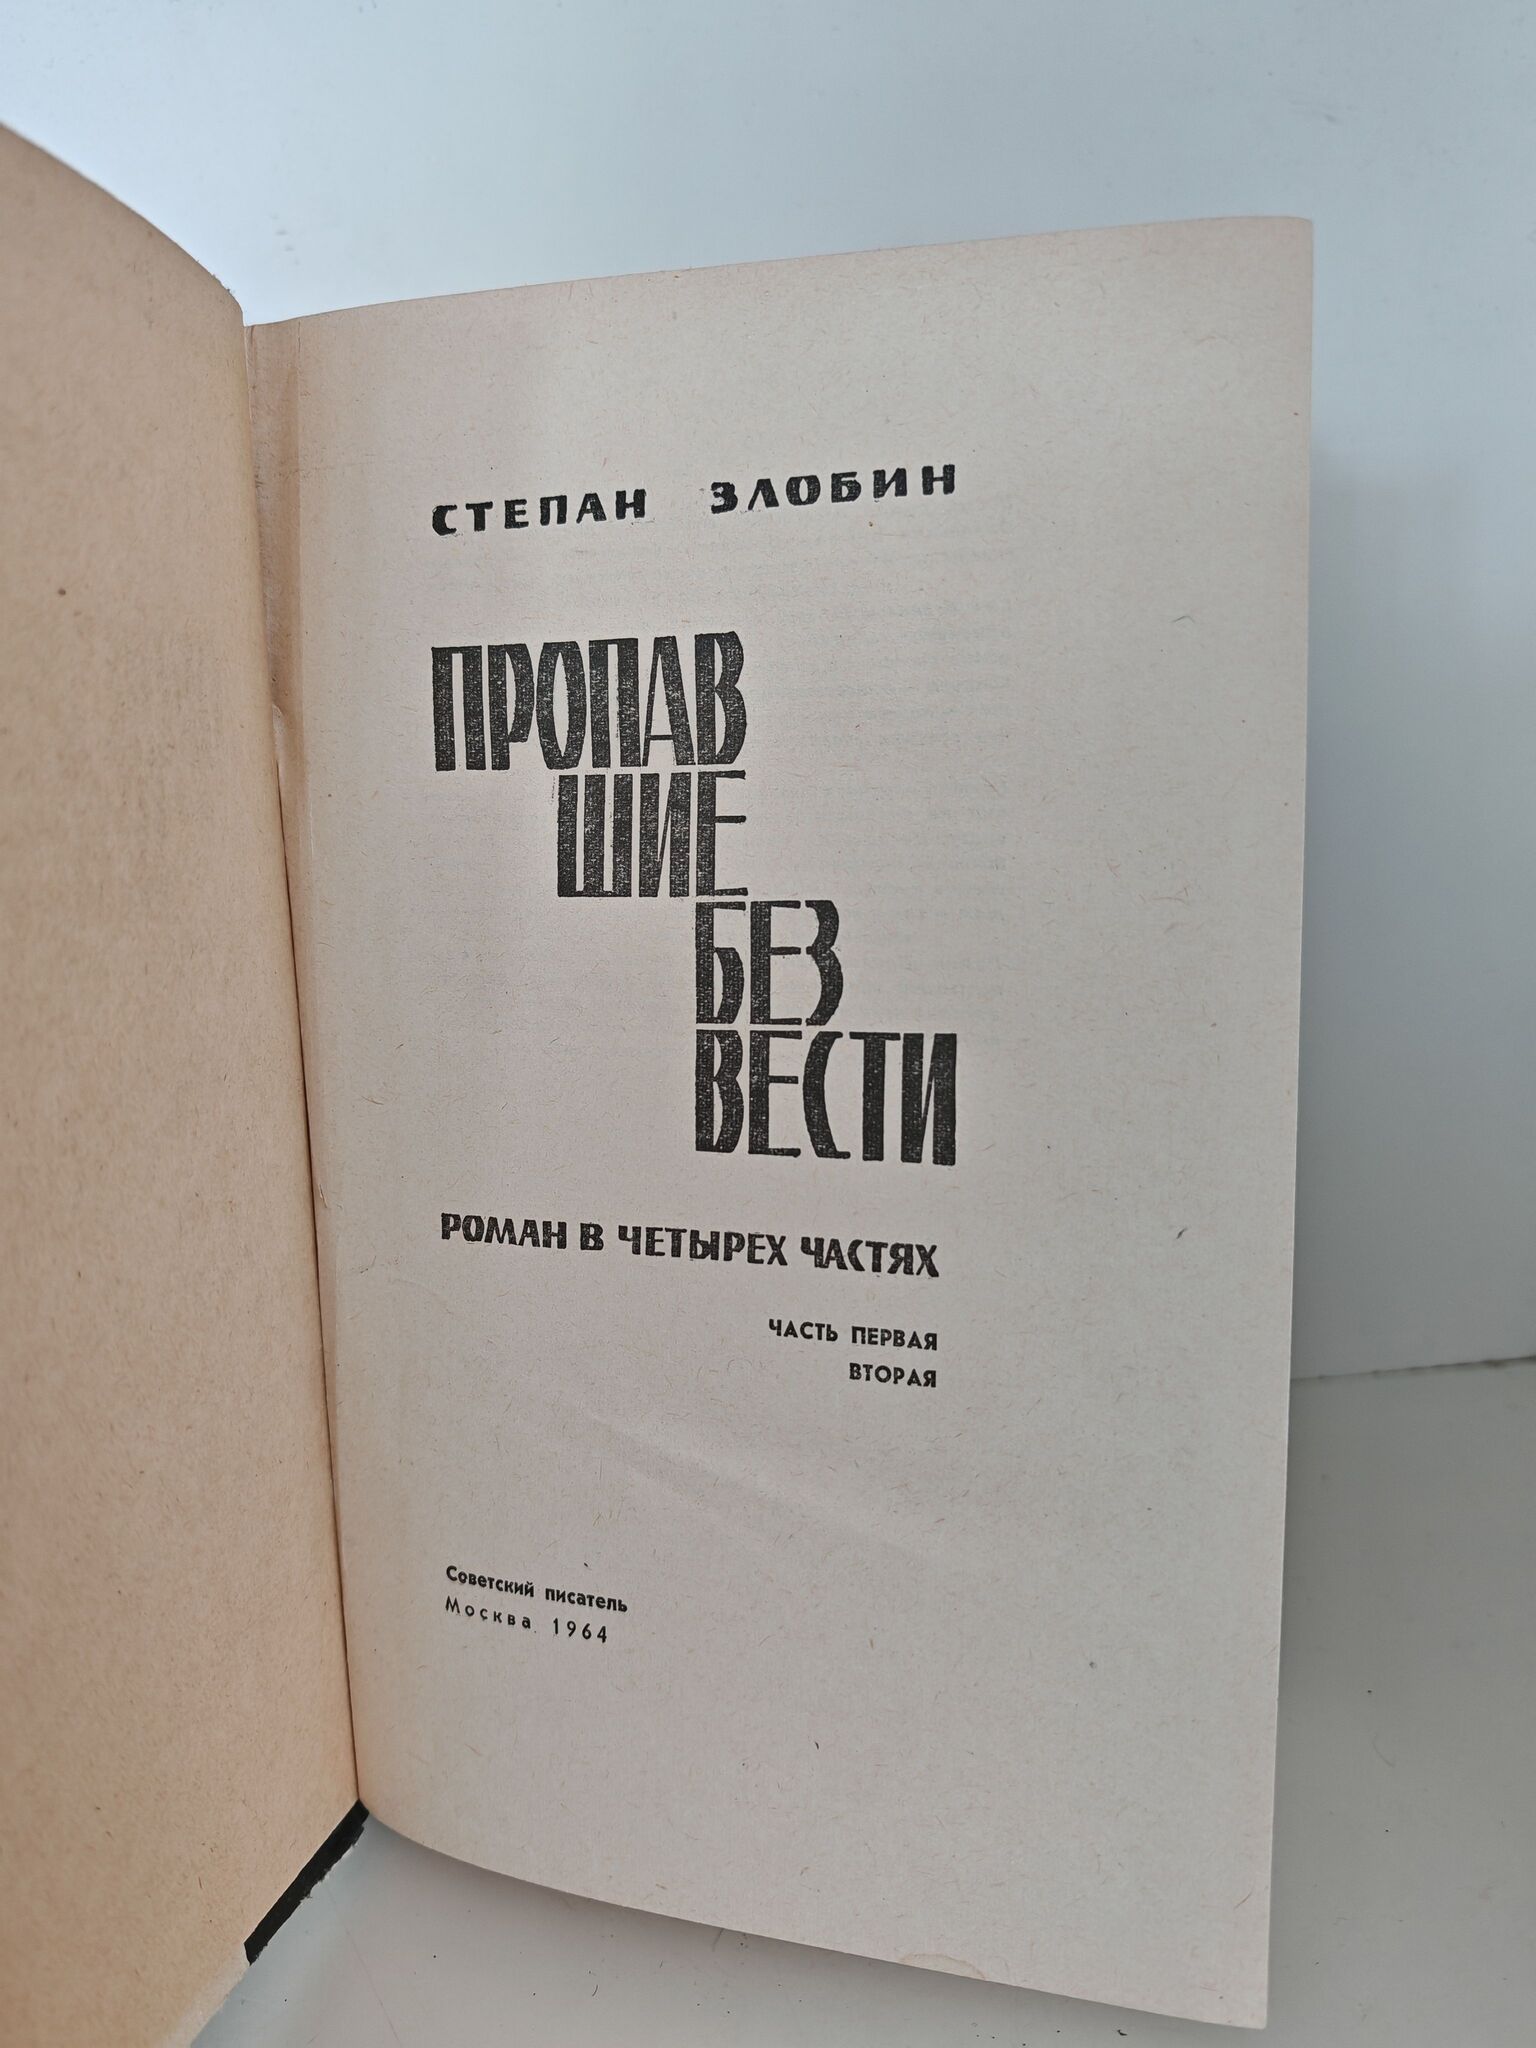 СТЕПАН ЗЛОБИН
ПРОПАВ
ШИЕ
БЕЗ
ВЕСТИ
РОМАН В ЧЕТЫРЕХ ЧАСТЯХ
ЧАСТЬ ПЕРВАЯ
ВТОРАЯ
Советский писатель
Москва 1964